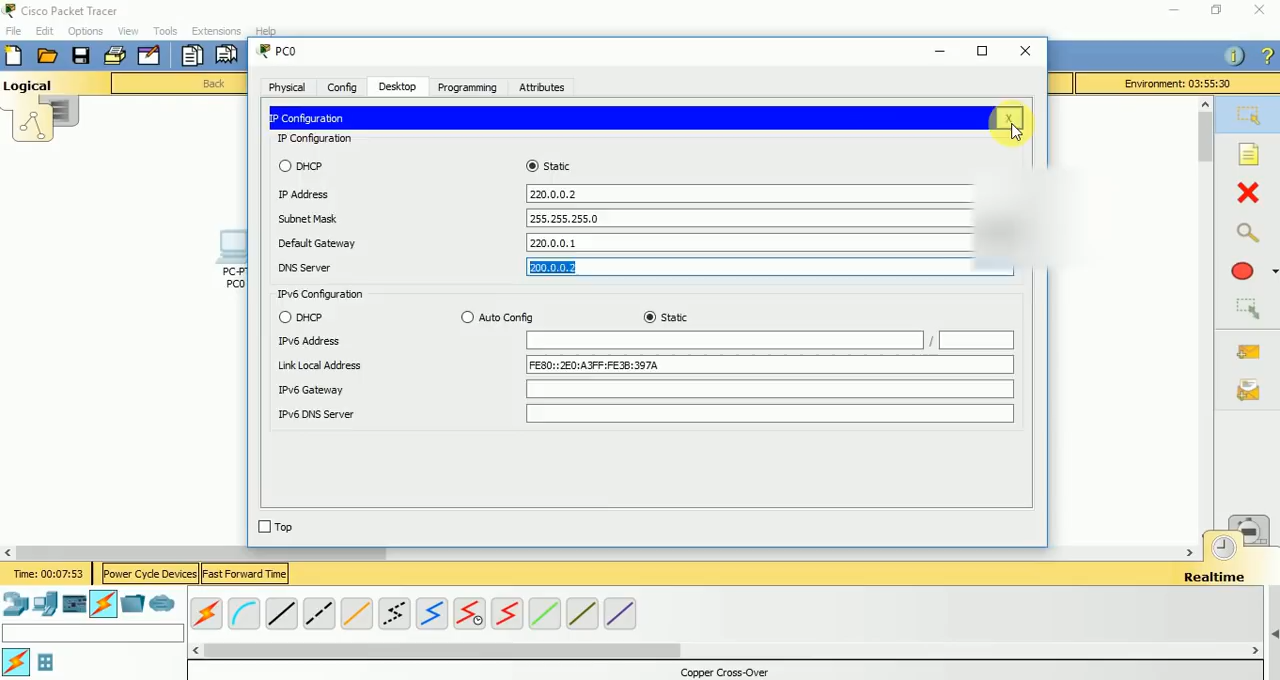 Cisco Packet Tracer
File Edit Options View Tools Extensions Help
PC0
Logical
Back
Environment: 03:55:30
Physical Config Desktop Programming Attributes
IP Configuration
X
IP Configuration
DHCP Static
IP Address 220.0.0.2
Subnet Mask 255.255.255.0
Default Gateway 220.0.0.1
DNS Server 200.0.0.2
IPv6 Configuration
DHCP Auto Config Static
IPv6 Address /
Link Local Address FE80::2E0:A3FF:FE3B:397A
IPv6 Gateway
IPv6 DNS Server
PC-PT
PC0
Top
Time: 00:07:53 Power Cycle Devices Fast Forward Time
Realtime
Copper Cross-Over